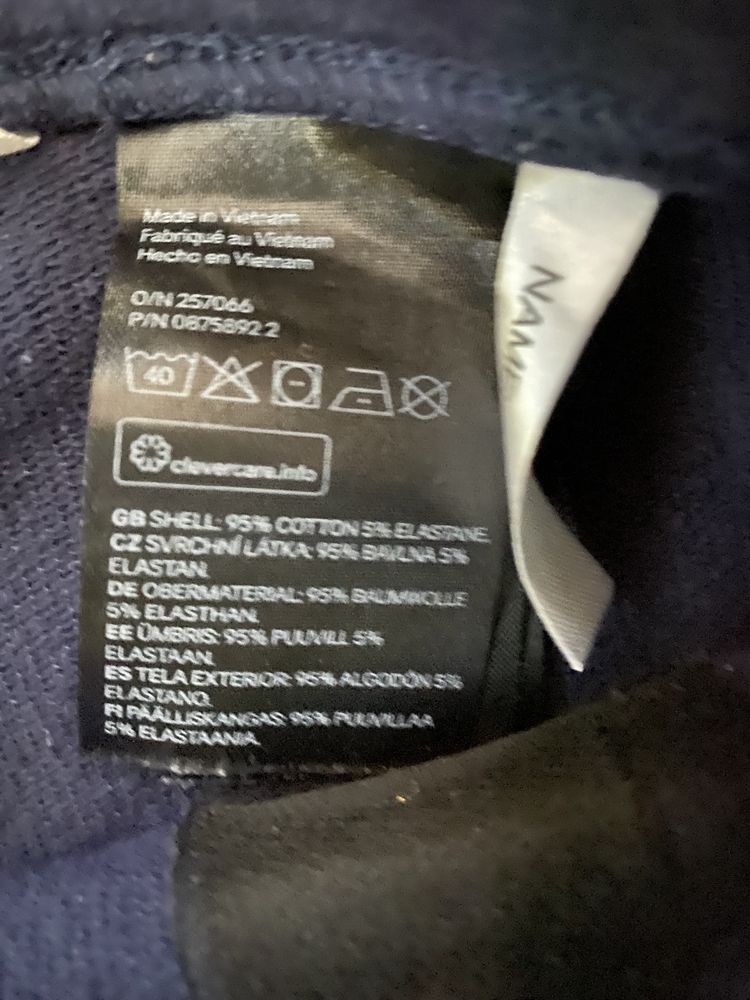 Made in Vietnam
Fabriqué au Vietnam
Hecho en Vietnam
O/N 257066
P/N 0875892.2
40
clevercare.info
GB SHELL: 95% COTTON 5% ELASTANE.
CZ SVRCHNÍ LÁTKA: 95% BAVLNA 5%
ELASTAN.
DE OBERMATERIAL: 95% BAUMWOLLE
5% ELASTHAN.
EE ÜMBRIS: 95% PUUVILL 5%
ELASTAAN.
ES TELA EXTERIOR: 95% ALGODÓN 5%
ELASTANO.
FI PÄÄLLISKANGAS: 95% PUUVILLAA
5% ELASTAANIA.